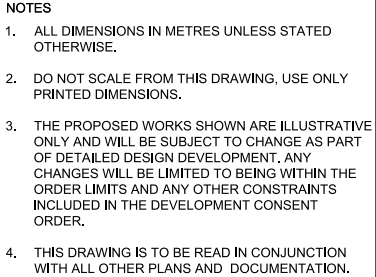 NOTES
1. ALL DIMENSIONS IN METRES UNLESS STATED
OTHERWISE.
2. DO NOT SCALE FROM THIS DRAWING, USE ONLY
PRINTED DIMENSIONS.
3. THE PROPOSED WORKS SHOWN ARE ILLUSTRATIVE
ONLY AND WILL BE SUBJECT TO CHANGE AS PART
OF DETAILED DESIGN DEVELOPMENT. ANY
CHANGES WILL BE LIMITED TO BEING WITHIN THE
ORDER LIMITS AND ANY OTHER CONSTRAINTS
INCLUDED IN THE DEVELOPMENT CONSENT
ORDER.
4. THIS DRAWING IS TO BE READ IN CONJUNCTION
WITH ALL OTHER PLANS AND DOCUMENTATION.